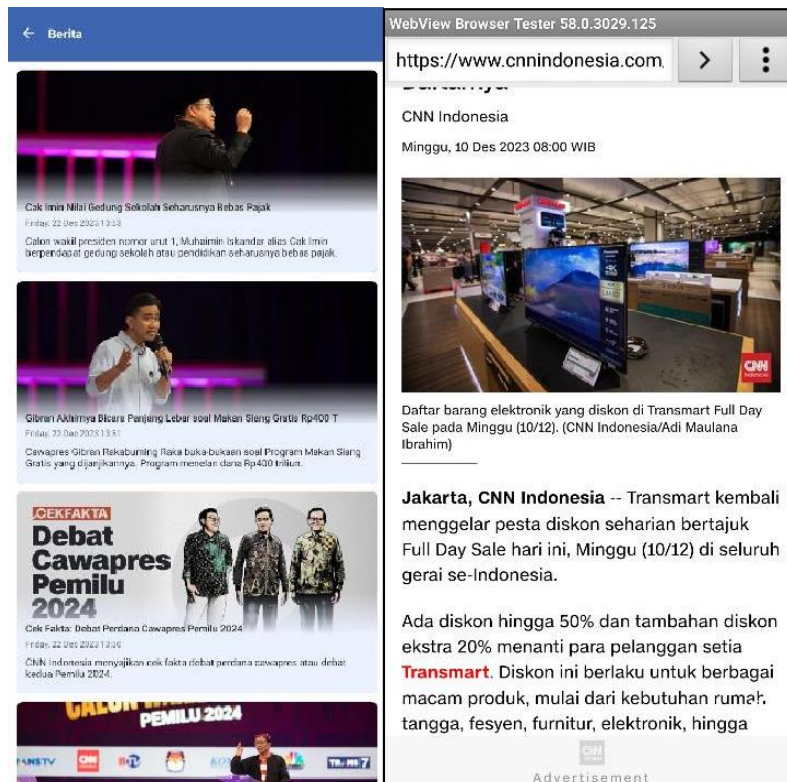 ← Berita
Cak Imin Nilai Gedung Sekolah Seharusnya Bebas Pajak
Friday, 22 Dec 2023 13:53
Calon wakil presiden nomor urut 1, Muhaimin Iskandar alias Cak Imin
berpendapat gedung sekolah atau pendidikan seharusnya bebas pajak.
Gibran Akhirnya Bicara Panjang Lebar soal Makan Siang Gratis Rp400 T
Friday, 22 Dec 2023 13:51
Cawapres Gibran Rakabuming Raka buka-bukaan soal Program Makan Siang
Gratis yang dijanjikannya. Program menelan dana Rp400 triliun.
CEKFAKTA
Debat
Cawapres
Pemilu
2024
Cek Fakta: Debat Perdana Cawapres Pemilu 2024
Friday, 22 Dec 2023 13:50
CNN Indonesia menyajikan cek fakta debat perdana cawapres atau debat
kedua Pemilu 2024.
PEMILU 2024
CNN
BTV
WebView Browser Tester 58.0.3029.125
https://www.cnnindonesia.com,
CNN Indonesia
Minggu, 10 Des 2023 08:00 WIB
CNN
Indonesia
Daftar barang elektronik yang diskon di Transmart Full Day
Sale pada Minggu (10/12). (CNN Indonesia/Adi Maulana
Ibrahim)
Jakarta, CNN Indonesia -- Transmart kembali
menggelar pesta diskon seharian bertajuk
Full Day Sale hari ini, Minggu (10/12) di seluruh
gerai se-Indonesia.
Ada diskon hingga 50% dan tambahan diskon
ekstra 20% menanti para pelanggan setia
Transmart. Diskon ini berlaku untuk berbagai
macam produk, mulai dari kebutuhan rumah
tangga, fesyen, furnitur, elektronik, hingga
CNN
Advertisement